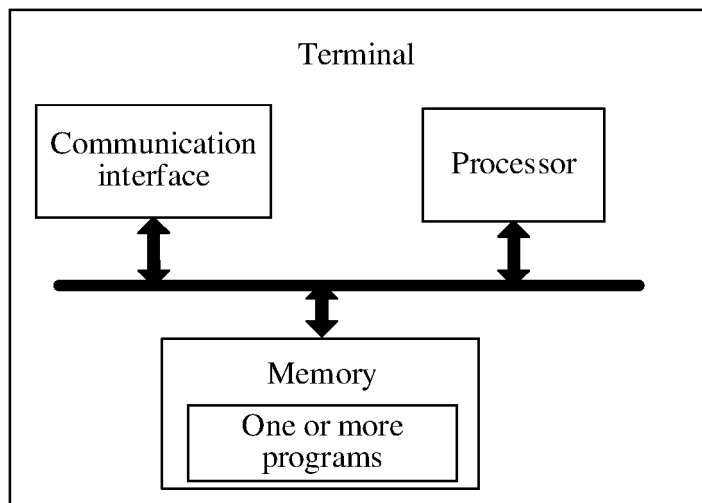 Terminal
Communication
interface
Processor
Memory
One or more
programs